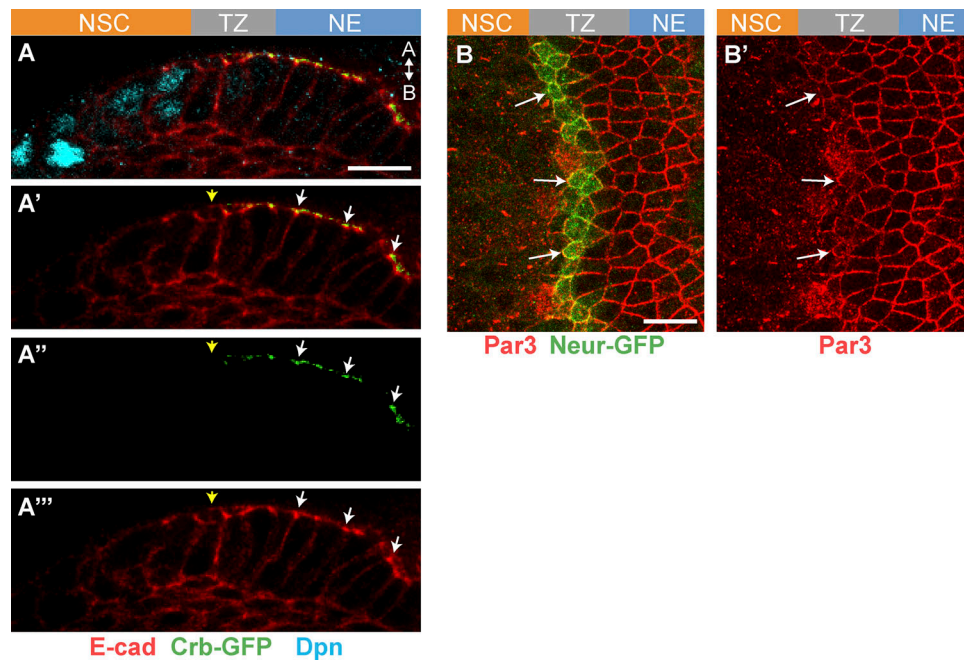 NSC TZ NE
A
A
B
A'
A''
A'''
E-cad Crb-GFP Dpn
NSC TZ NE
B
Par3 Neur-GFP
NSC TZ NE
B'
Par3